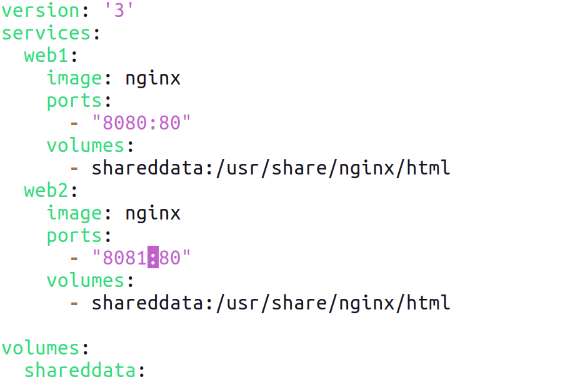 version: '3'
services:
  web1:
    image: nginx
    ports:
      - "8080:80"
    volumes:
      - shareddata:/usr/share/nginx/html
  web2:
    image: nginx
    ports:
      - "8081:80"
    volumes:
      - shareddata:/usr/share/nginx/html

volumes:
  shareddata: